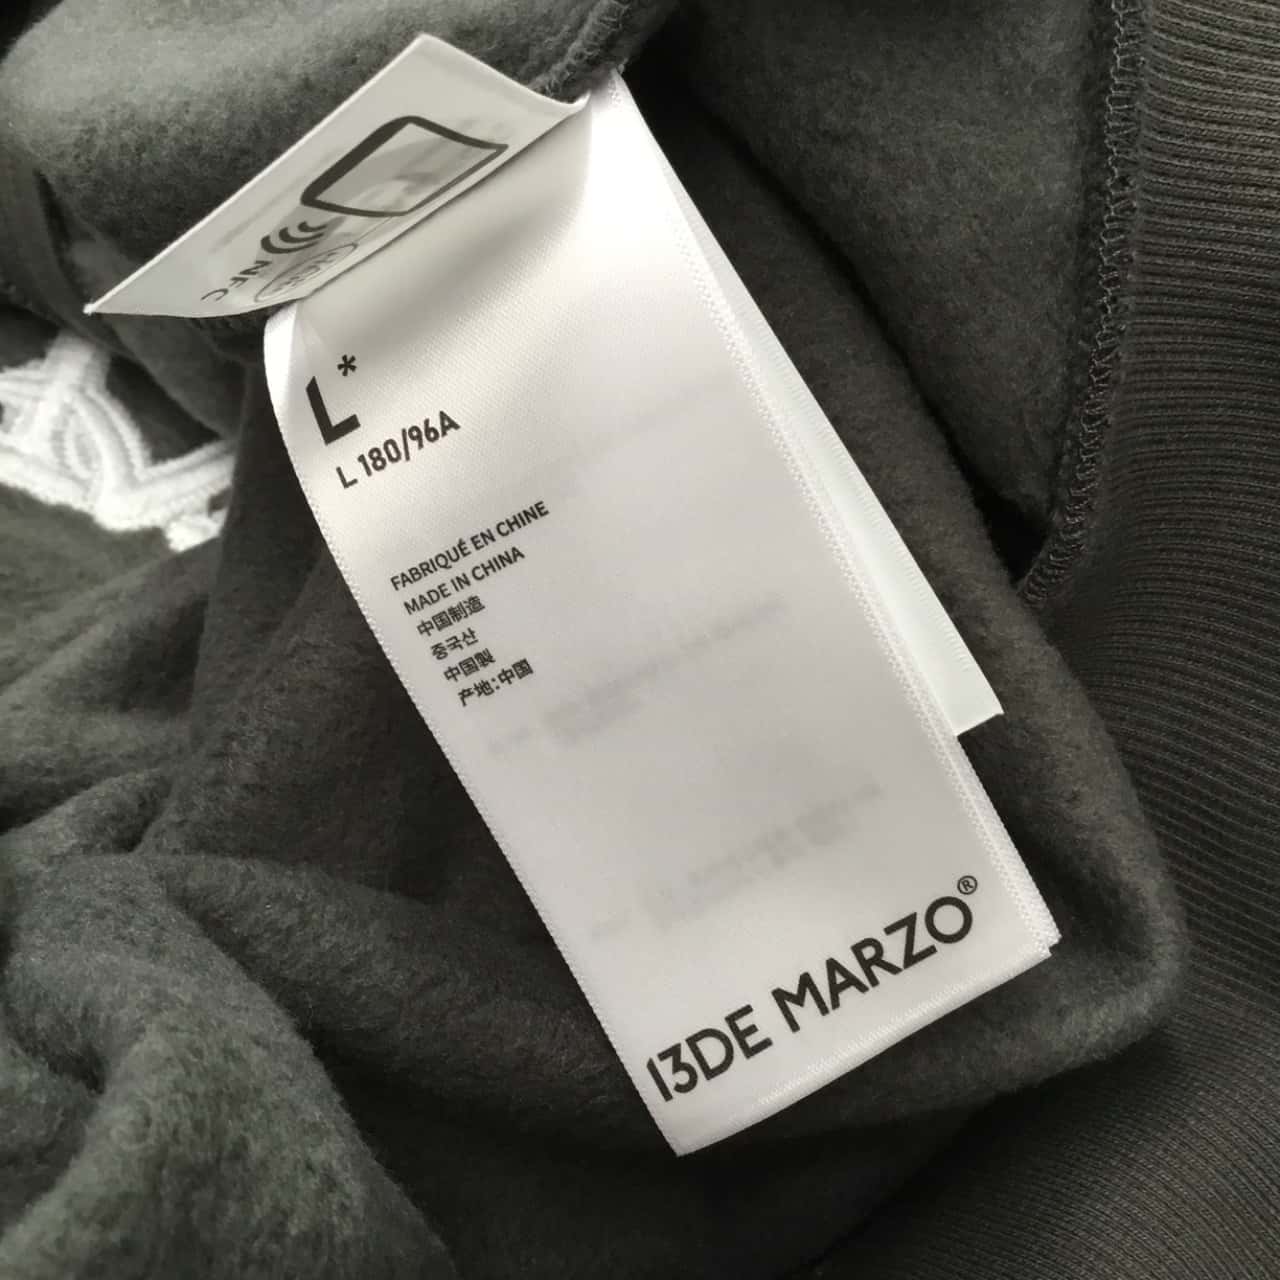 NFC
L*
L 180/96A
FABRIQUÉ EN CHINE
MADE IN CHINA
中国制造
중국산
中国製
产地:中国
13DE MARZO®